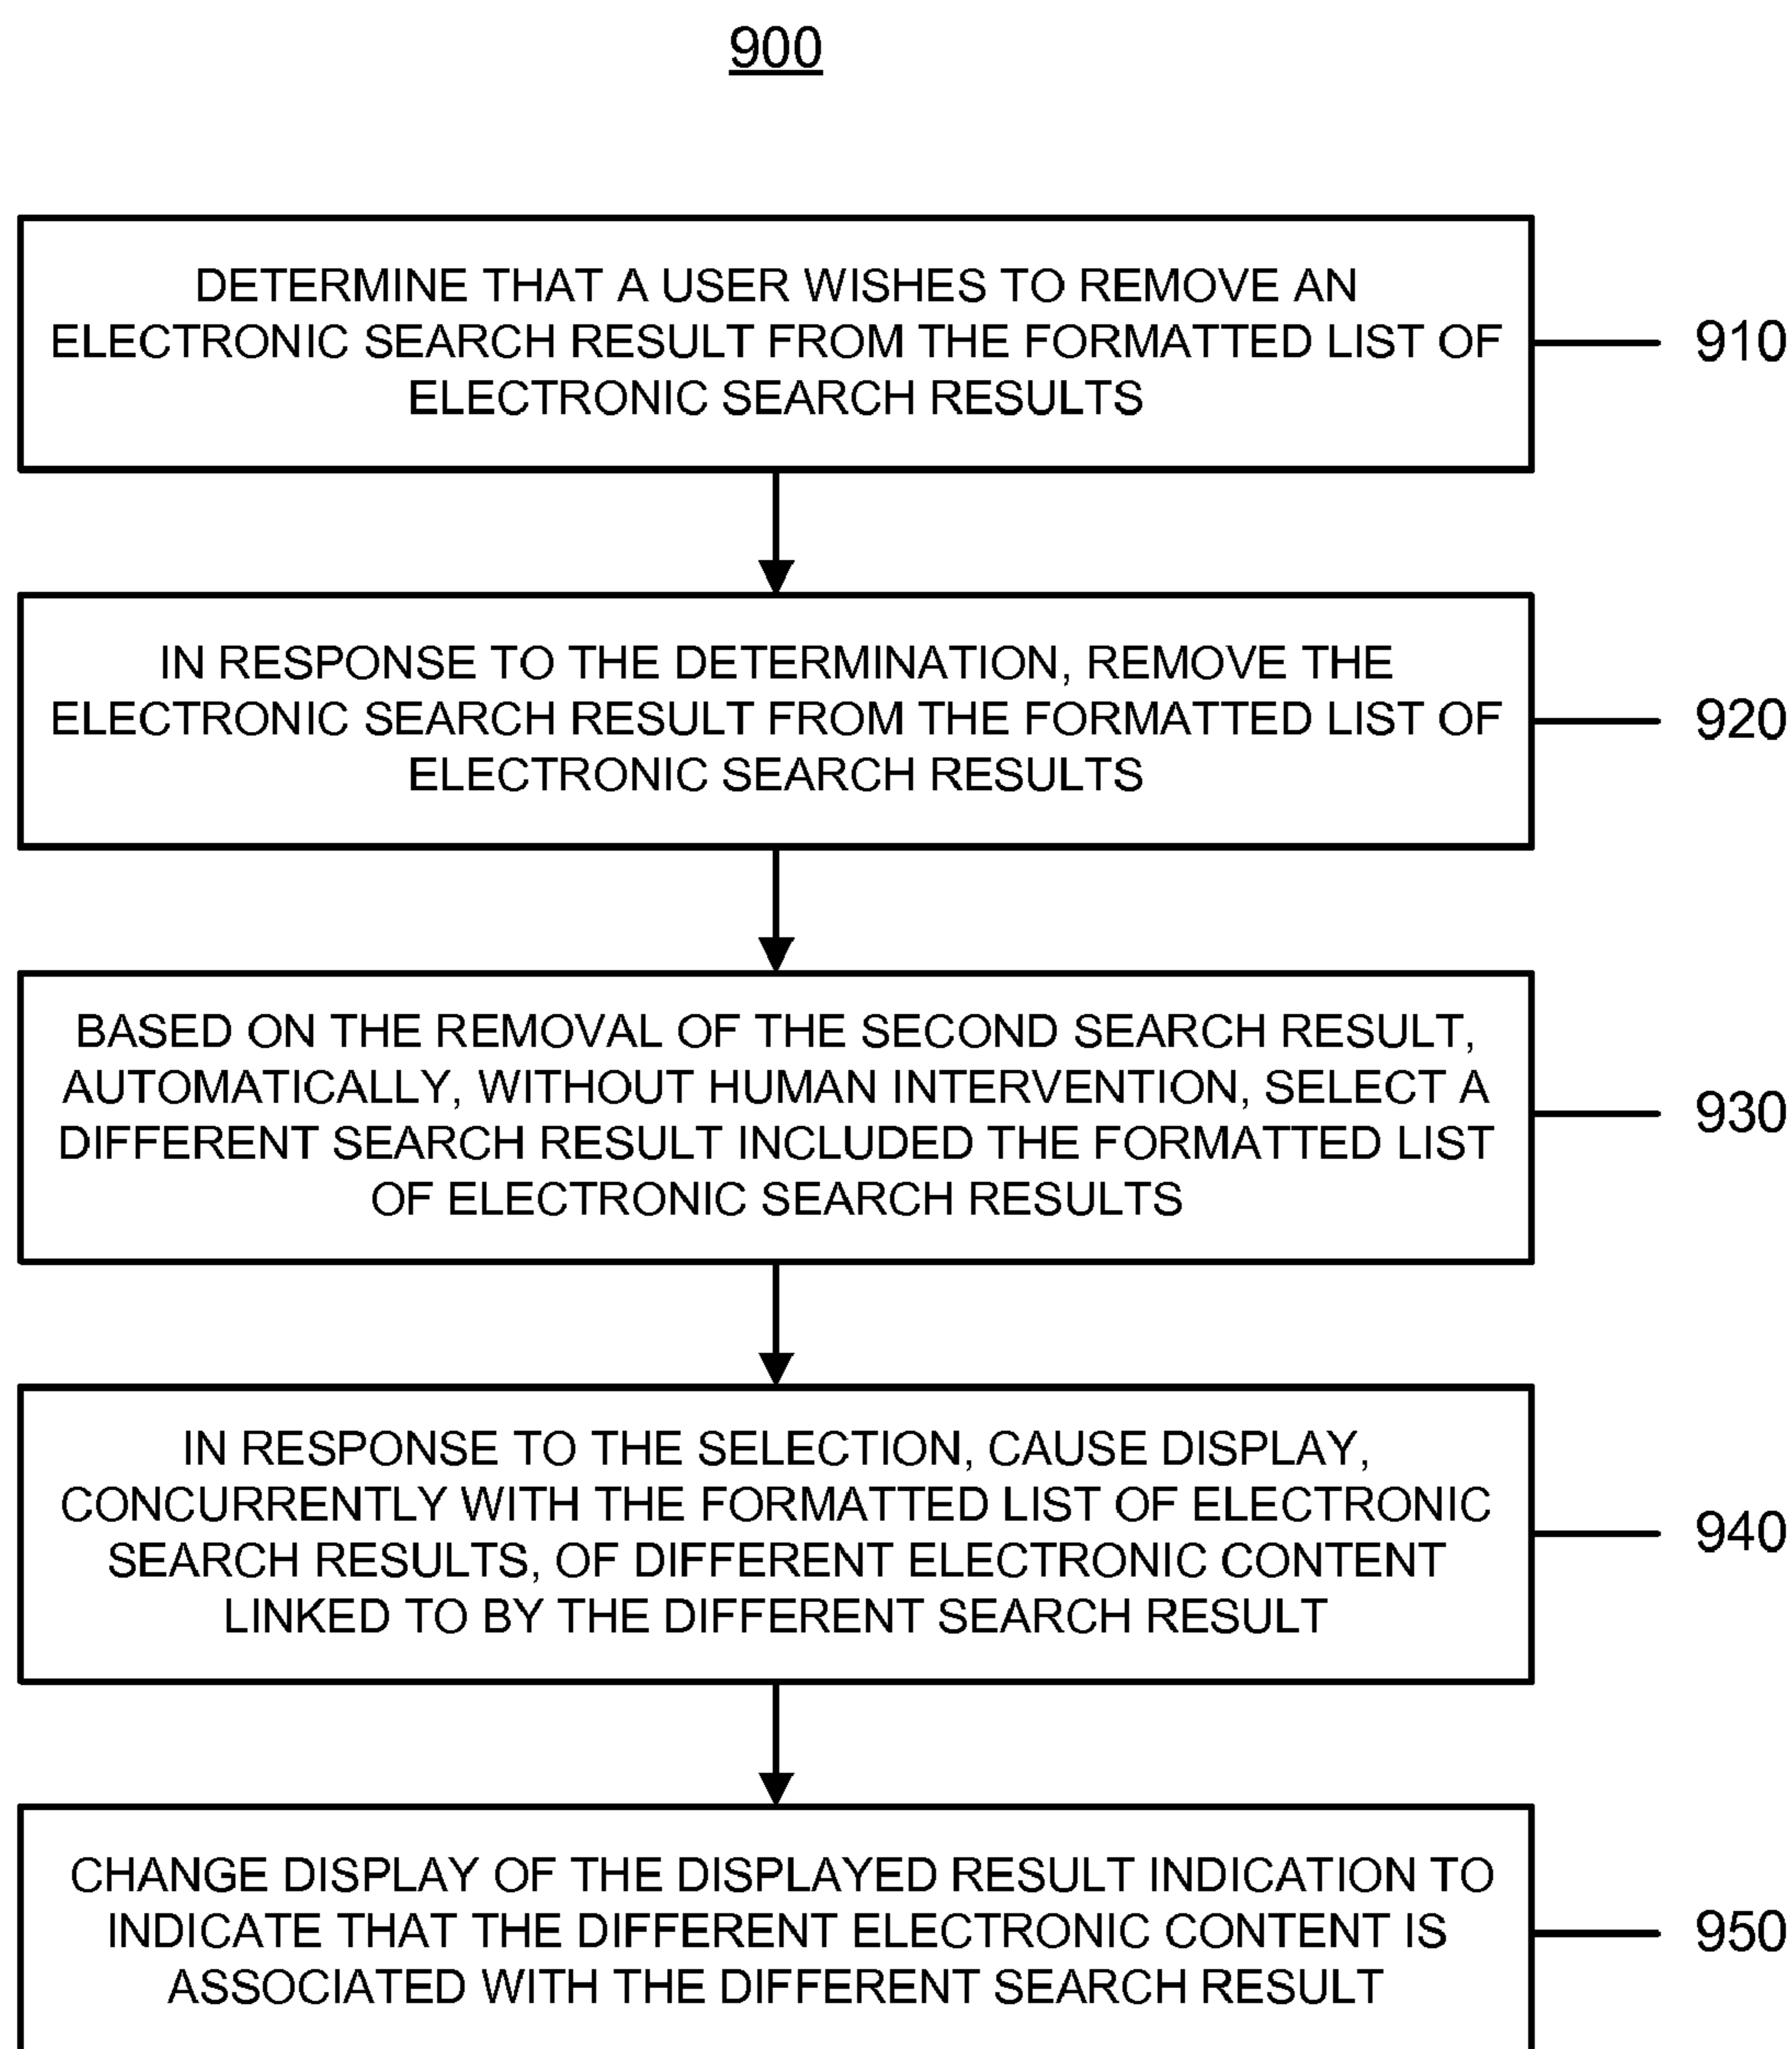 900
DETERMINE THAT A USER WISHES TO REMOVE AN
ELECTRONIC SEARCH RESULT FROM THE FORMATTED LIST OF
ELECTRONIC SEARCH RESULTS
910
IN RESPONSE TO THE DETERMINATION, REMOVE THE
ELECTRONIC SEARCH RESULT FROM THE FORMATTED LIST OF
ELECTRONIC SEARCH RESULTS
920
BASED ON THE REMOVAL OF THE SECOND SEARCH RESULT,
AUTOMATICALLY, WITHOUT HUMAN INTERVENTION, SELECT A
DIFFERENT SEARCH RESULT INCLUDED THE FORMATTED LIST
OF ELECTRONIC SEARCH RESULTS
930
IN RESPONSE TO THE SELECTION, CAUSE DISPLAY,
CONCURRENTLY WITH THE FORMATTED LIST OF ELECTRONIC
SEARCH RESULTS, OF DIFFERENT ELECTRONIC CONTENT
LINKED TO BY THE DIFFERENT SEARCH RESULT
940
CHANGE DISPLAY OF THE DISPLAYED RESULT INDICATION TO
INDICATE THAT THE DIFFERENT ELECTRONIC CONTENT IS
ASSOCIATED WITH THE DIFFERENT SEARCH RESULT
950